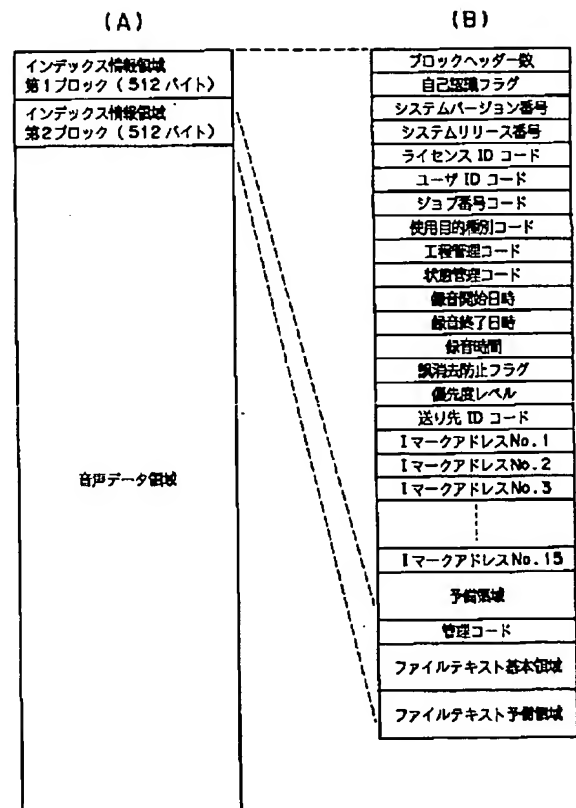 (A)
インデックス情報領域
第1ブロック (512バイト)
インデックス情報領域
第2ブロック (512バイト)
音声データ領域
(B)
ブロックヘッダー数
自己認識フラグ
システムバージョン番号
システムリリース番号
ライセンス ID コード
ユーザ ID コード
ジョブ番号コード
使用目的種別コード
工程管理コード
状態管理コード
録音開始日時
録音終了日時
録音時間
誤消去防止フラグ
優先度レベル
送り先 ID コード
IマークアドレスNo.1
IマークアドレスNo.2
IマークアドレスNo.3
IマークアドレスNo.15
予備領域
管理コード
ファイルテキスト基本領域
ファイルテキスト予備領域